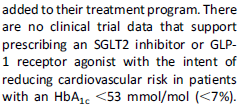 added to their treatment program. There
are no clinical trial data that support
prescribing an SGLT2 inhibitor or GLP-
1 receptor agonist with the intent of
reducing cardiovascular risk in patients
with an HbA1c <53 mmol/mol (<7%).